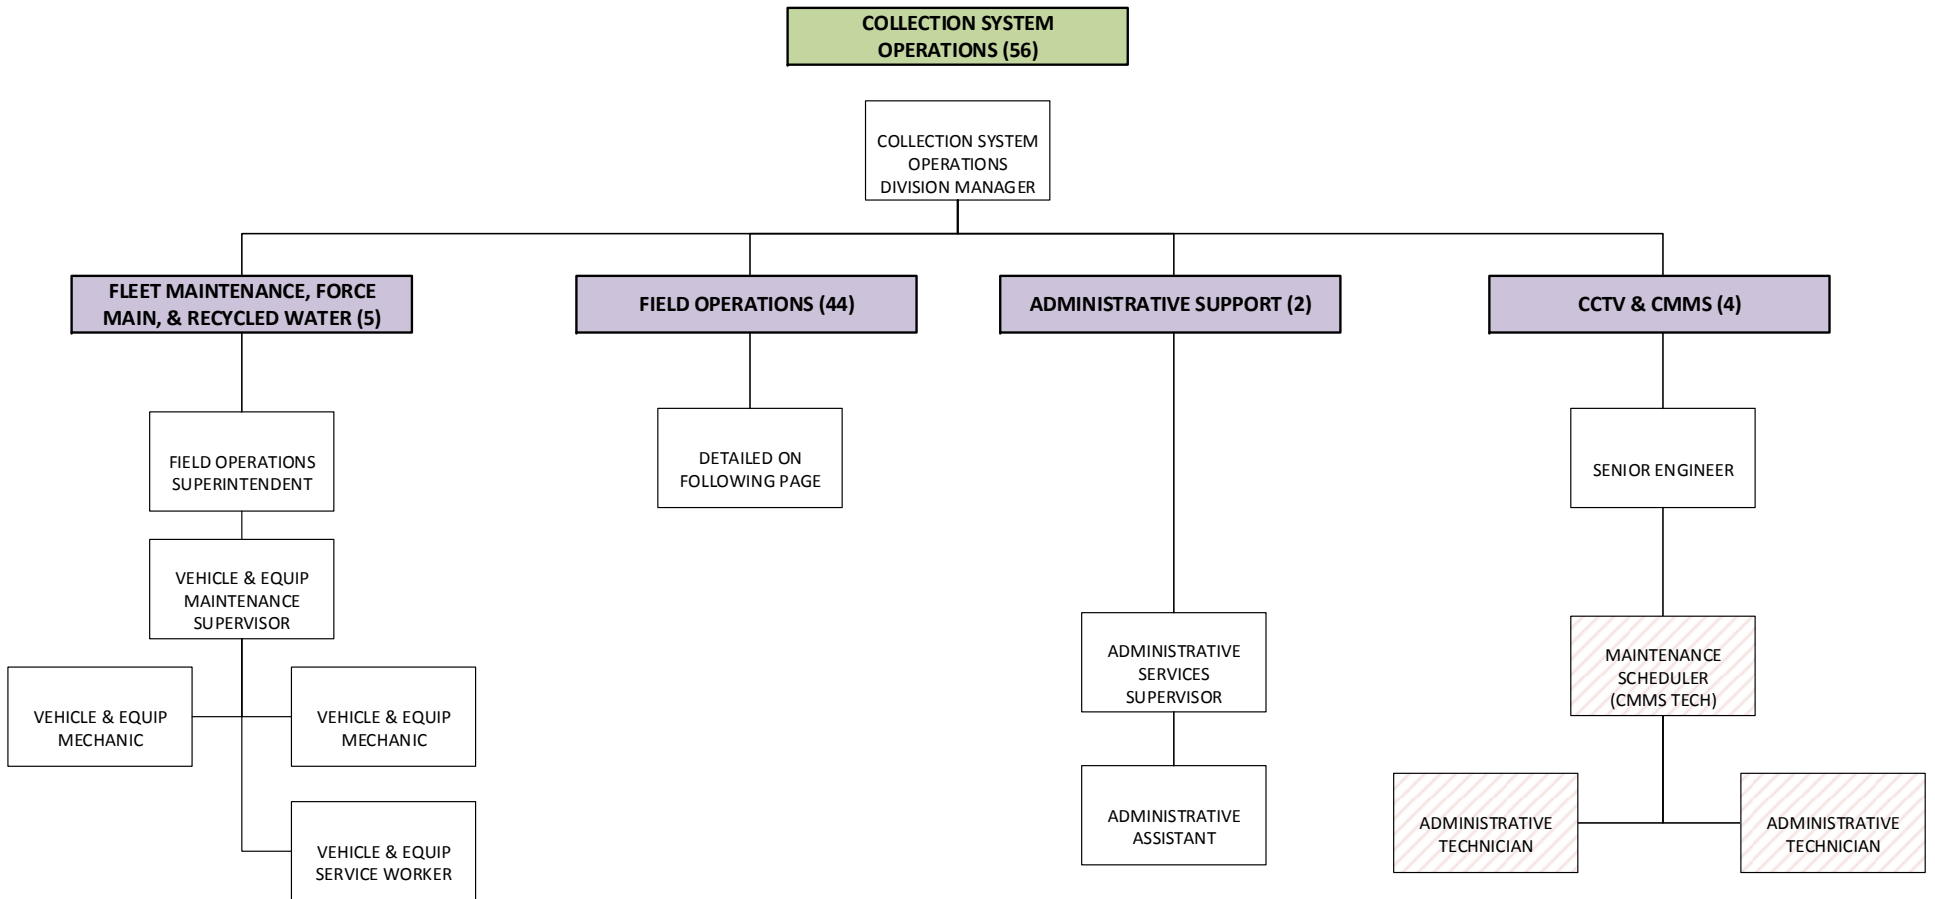 COLLECTION SYSTEM
OPERATIONS (56)
COLLECTION SYSTEM
OPERATIONS
DIVISION MANAGER
FLEET MAINTENANCE, FORCE
MAIN, & RECYCLED WATER (5)
FIELD OPERATIONS (44)
ADMINISTRATIVE SUPPORT (2)
CCTV & CMMS (4)
FIELD OPERATIONS
SUPERINTENDENT
DETAILED ON
FOLLOWING PAGE
SENIOR ENGINEER
VEHICLE & EQUIP
MAINTENANCE
SUPERVISOR
ADMINISTRATIVE
SERVICES
SUPERVISOR
MAINTENANCE
SCHEDULER
(CMMS TECH)
VEHICLE & EQUIP
MECHANIC
VEHICLE & EQUIP
MECHANIC
ADMINISTRATIVE
ASSISTANT
ADMINISTRATIVE
TECHNICIAN
ADMINISTRATIVE
TECHNICIAN
VEHICLE & EQUIP
SERVICE WORKER